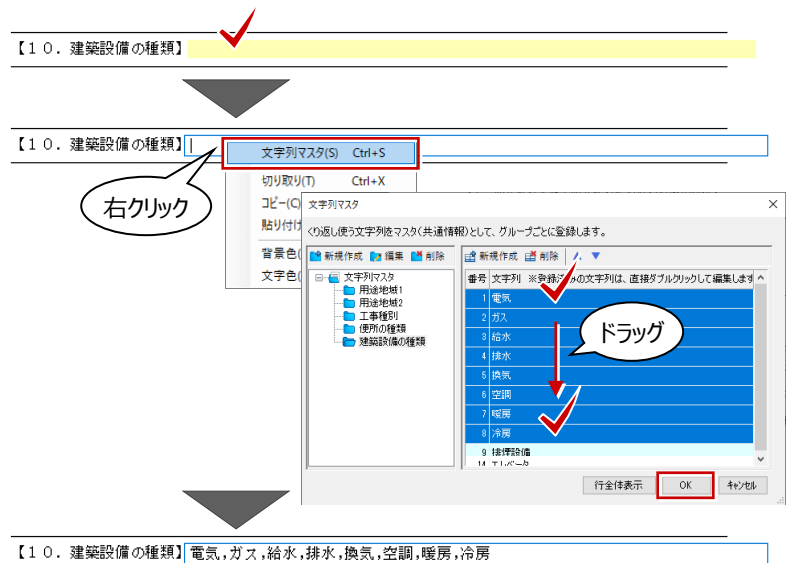 【１０．建築設備の種類】
【１０．建築設備の種類】
文字列マスタ(S) Ctrl+S
切り取り(T) Ctrl+X
コピー(C)
貼り付け
背景色(
文字色(
右クリック
文字列マスタ
くり返し使う文字列をマスタ(共通情報)として、グループごとに登録します。
新規作成 編集 削除
文字列マスタ
用途地域1
用途地域2
工事種別
便所の種類
建築設備の種類
新規作成 削除
番号 文字列 ※登録済みの文字列は、直接ダブルクリックして編集します
1 電気
2 ガス
3 給水
4 排水
5 換気
6 空調
7 暖房
8 冷房
9 排煙設備
14 エレベータ
ドラッグ
行全体表示 OK キャンセル
【１０．建築設備の種類】電気,ガス,給水,排水,換気,空調,暖房,冷房